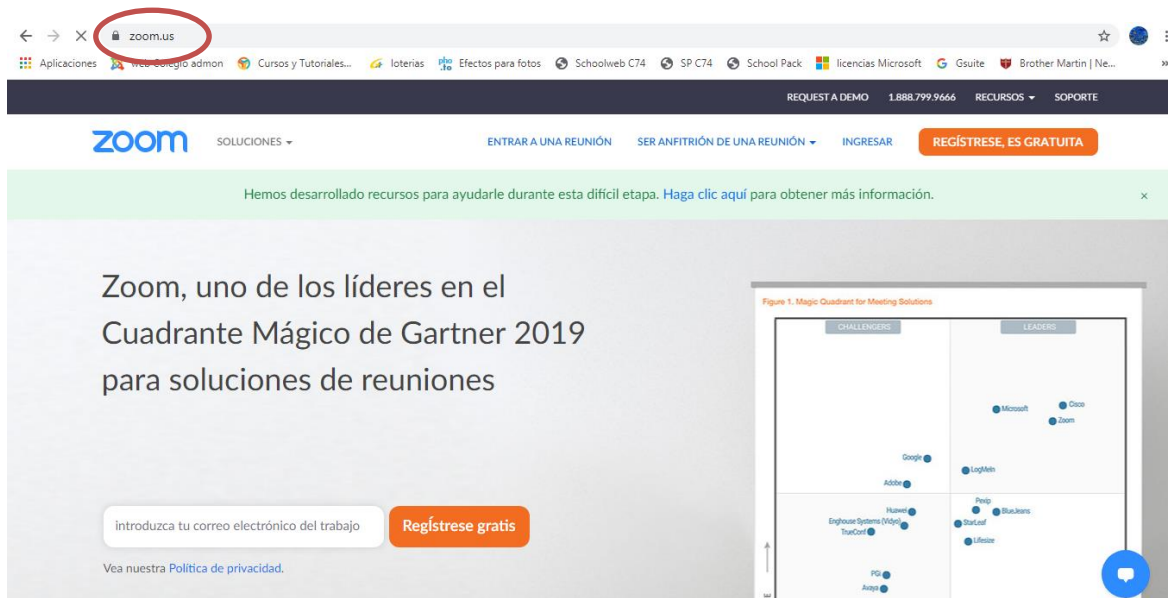 zoom.us
Aplicaciones web Colegio admon Cursos y Tutoriales... loterias pho.to Efectos para fotos Schoolweb C74 SP C74 School Pack licencias Microsoft G Gsuite Brother Martin | Ne... »
REQUEST A DEMO 1.888.799.9666 RECURSOS SOPORTE
zoom SOLUCIONES ENTRAR A UNA REUNIÓN SER ANFITRIÓN DE UNA REUNIÓN INGRESAR REGÍSTRESE, ES GRATUITA
Hemos desarrollado recursos para ayudarle durante esta difícil etapa. Haga clic aquí para obtener más información. ×
Zoom, uno de los líderes en el
Cuadrante Mágico de Gartner 2019
para soluciones de reuniones
Figure 1. Magic Quadrant for Meeting Solutions
CHALLENGERS LEADERS
Microsoft Cisco
Zoom
Google
LogMeIn
Adobe
Pexip
Huawei BlueJeans
Enghouse Systems (Vidyo) StarLeaf
TrueConf
Lifesize
PGi
Avaya
introduzca tu correo electrónico del trabajo RegÍstrese gratis
Vea nuestra Política de privacidad.